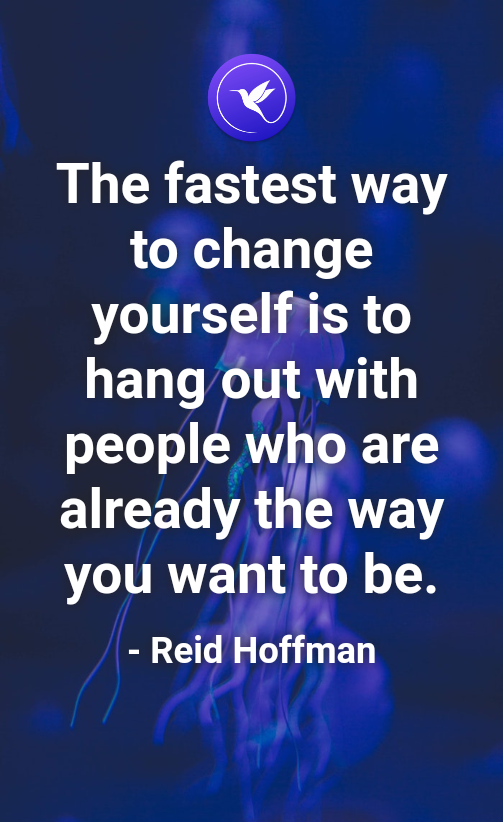 The fastest way
to change
yourself is to
hang out with
people who are
already the way
you want to be.
- Reid Hoffman